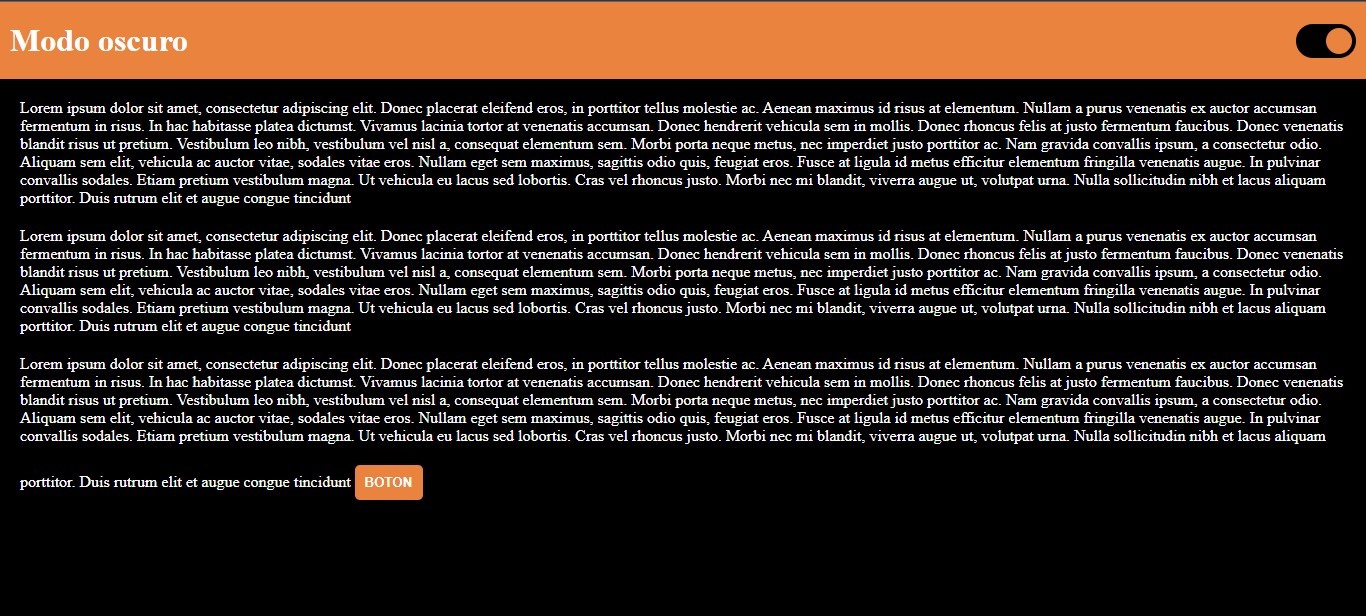 Modo oscuro
Lorem ipsum dolor sit amet, consectetur adipiscing elit. Donec placerat eleifend eros, in porttitor tellus molestie ac. Aenean maximus id risus at elementum. Nullam a purus venenatis ex auctor accumsan
fermentum in risus. In hac habitasse platea dictumst. Vivamus lacinia tortor at venenatis accumsan. Donec hendrerit vehicula sem in mollis. Donec rhoncus felis at justo fermentum faucibus. Donec venenatis
blandit risus ut pretium. Vestibulum leo nibh, vestibulum vel nisl a, consequat elementum sem. Morbi porta neque metus, nec imperdiet justo porttitor ac. Nam gravida convallis ipsum, a consectetur odio.
Aliquam sem elit, vehicula ac auctor vitae, sodales vitae eros. Nullam eget sem maximus, sagittis odio quis, feugiat eros. Fusce at ligula id metus efficitur elementum fringilla venenatis augue. In pulvinar
convallis sodales. Etiam pretium vestibulum magna. Ut vehicula eu lacus sed lobortis. Cras vel rhoncus justo. Morbi nec mi blandit, viverra augue ut, volutpat urna. Nulla sollicitudin nibh et lacus aliquam
porttitor. Duis rutrum elit et augue congue tincidunt
Lorem ipsum dolor sit amet, consectetur adipiscing elit. Donec placerat eleifend eros, in porttitor tellus molestie ac. Aenean maximus id risus at elementum. Nullam a purus venenatis ex auctor accumsan
fermentum in risus. In hac habitasse platea dictumst. Vivamus lacinia tortor at venenatis accumsan. Donec hendrerit vehicula sem in mollis. Donec rhoncus felis at justo fermentum faucibus. Donec venenatis
blandit risus ut pretium. Vestibulum leo nibh, vestibulum vel nisl a, consequat elementum sem. Morbi porta neque metus, nec imperdiet justo porttitor ac. Nam gravida convallis ipsum, a consectetur odio.
Aliquam sem elit, vehicula ac auctor vitae, sodales vitae eros. Nullam eget sem maximus, sagittis odio quis, feugiat eros. Fusce at ligula id metus efficitur elementum fringilla venenatis augue. In pulvinar
convallis sodales. Etiam pretium vestibulum magna. Ut vehicula eu lacus sed lobortis. Cras vel rhoncus justo. Morbi nec mi blandit, viverra augue ut, volutpat urna. Nulla sollicitudin nibh et lacus aliquam
porttitor. Duis rutrum elit et augue congue tincidunt
Lorem ipsum dolor sit amet, consectetur adipiscing elit. Donec placerat eleifend eros, in porttitor tellus molestie ac. Aenean maximus id risus at elementum. Nullam a purus venenatis ex auctor accumsan
fermentum in risus. In hac habitasse platea dictumst. Vivamus lacinia tortor at venenatis accumsan. Donec hendrerit vehicula sem in mollis. Donec rhoncus felis at justo fermentum faucibus. Donec venenatis
blandit risus ut pretium. Vestibulum leo nibh, vestibulum vel nisl a, consequat elementum sem. Morbi porta neque metus, nec imperdiet justo porttitor ac. Nam gravida convallis ipsum, a consectetur odio.
Aliquam sem elit, vehicula ac auctor vitae, sodales vitae eros. Nullam eget sem maximus, sagittis odio quis, feugiat eros. Fusce at ligula id metus efficitur elementum fringilla venenatis augue. In pulvinar
convallis sodales. Etiam pretium vestibulum magna. Ut vehicula eu lacus sed lobortis. Cras vel rhoncus justo. Morbi nec mi blandit, viverra augue ut, volutpat urna. Nulla sollicitudin nibh et lacus aliquam
porttitor. Duis rutrum elit et augue congue tincidunt BOTON